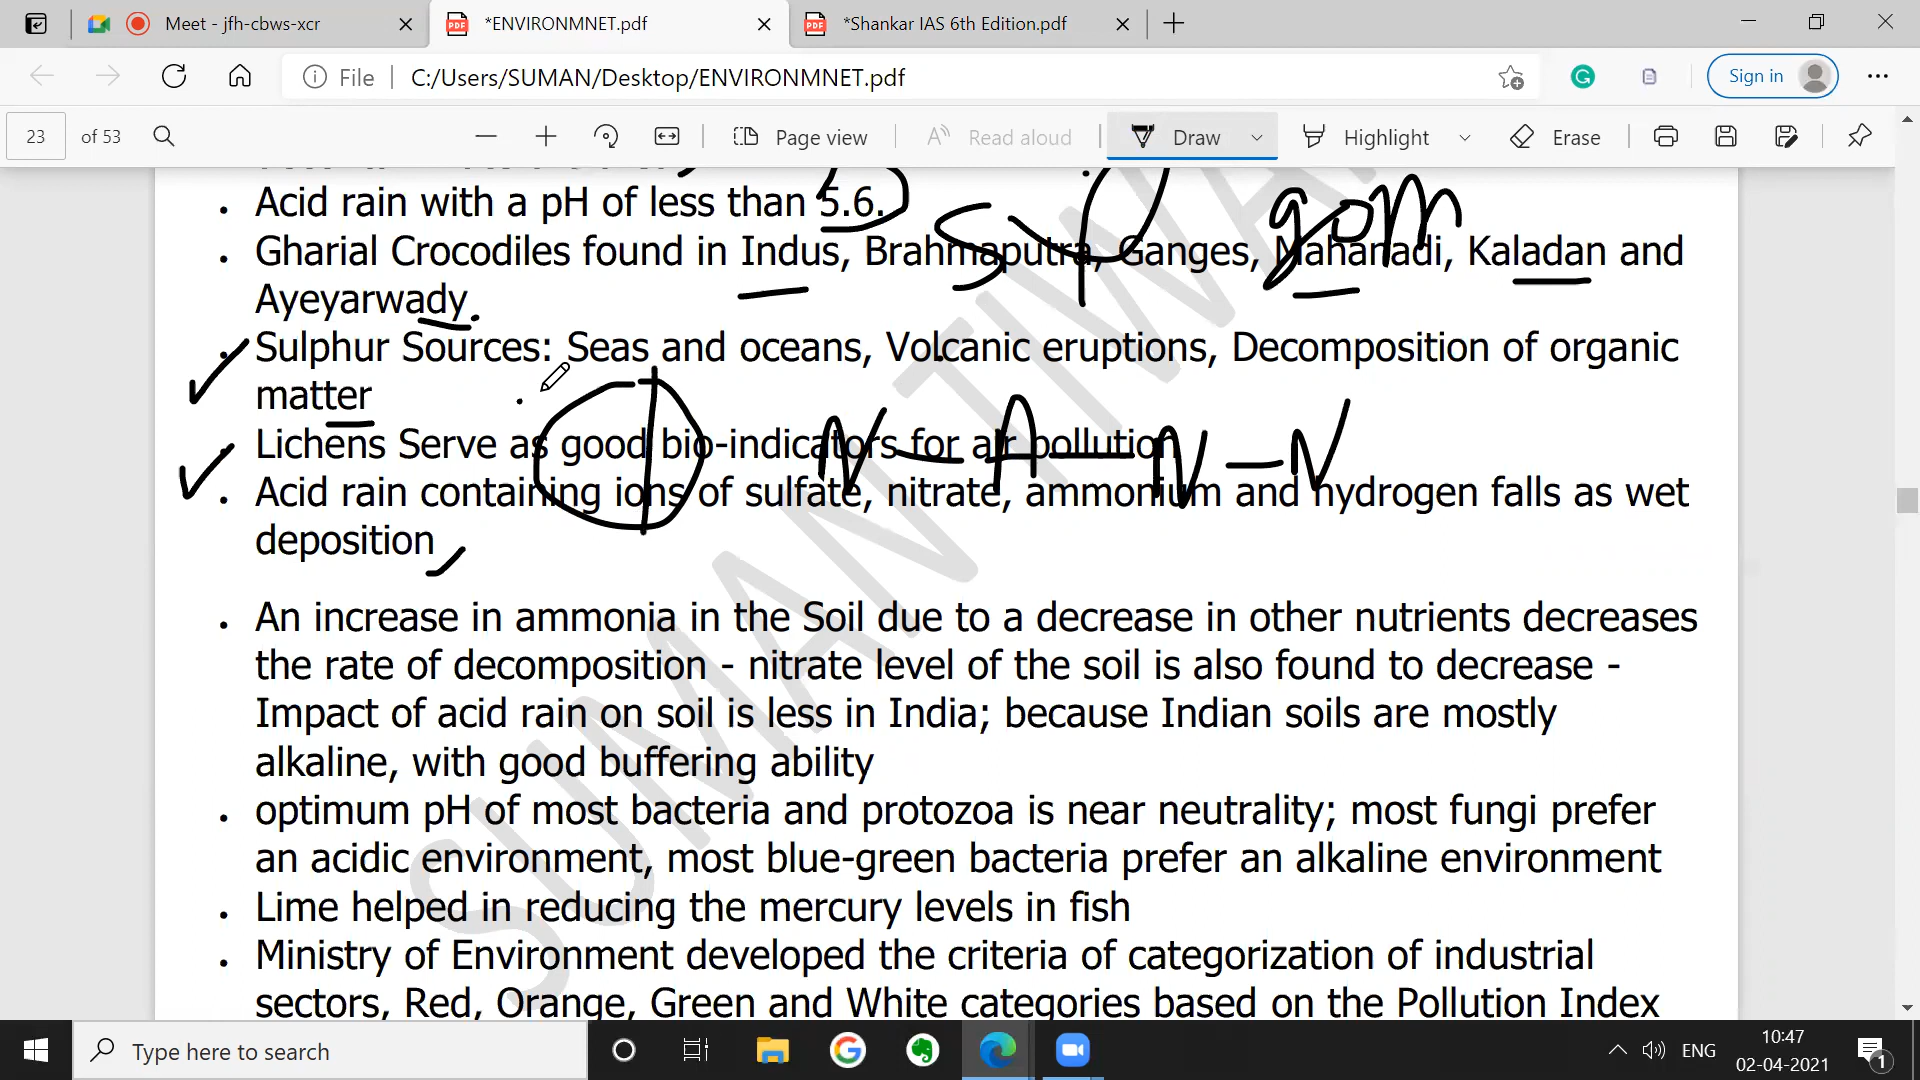 Meet - jfh-cbws-xcr
*ENVIRONMNET.pdf
*Shankar IAS 6th Edition.pdf
File
C:/Users/SUMAN/Desktop/ENVIRONMNET.pdf
Sign in
23 of 53
Page view
Read aloud
Draw
Highlight
Erase
Acid rain with a pH of less than 5.6.
gom
Gharial Crocodiles found in Indus, Brahmaputra, Ganges, Mahanadi, Kaladan and
Ayeyarwady.
Sulphur Sources: Seas and oceans, Volcanic eruptions, Decomposition of organic
matter
Lichens Serve as good bio-indicators for air pollution
N - A - N - N
Acid rain containing ions of sulfate, nitrate, ammonium and hydrogen falls as wet
deposition
An increase in ammonia in the Soil due to a decrease in other nutrients decreases
the rate of decomposition - nitrate level of the soil is also found to decrease -
Impact of acid rain on soil is less in India; because Indian soils are mostly
alkaline, with good buffering ability
optimum pH of most bacteria and protozoa is near neutrality; most fungi prefer
an acidic environment, most blue-green bacteria prefer an alkaline environment
Lime helped in reducing the mercury levels in fish
Ministry of Environment developed the criteria of categorization of industrial
sectors, Red, Orange, Green and White categories based on the Pollution Index
SUMAN TIWA
Type here to search
ENG
10:47
02-04-2021
1